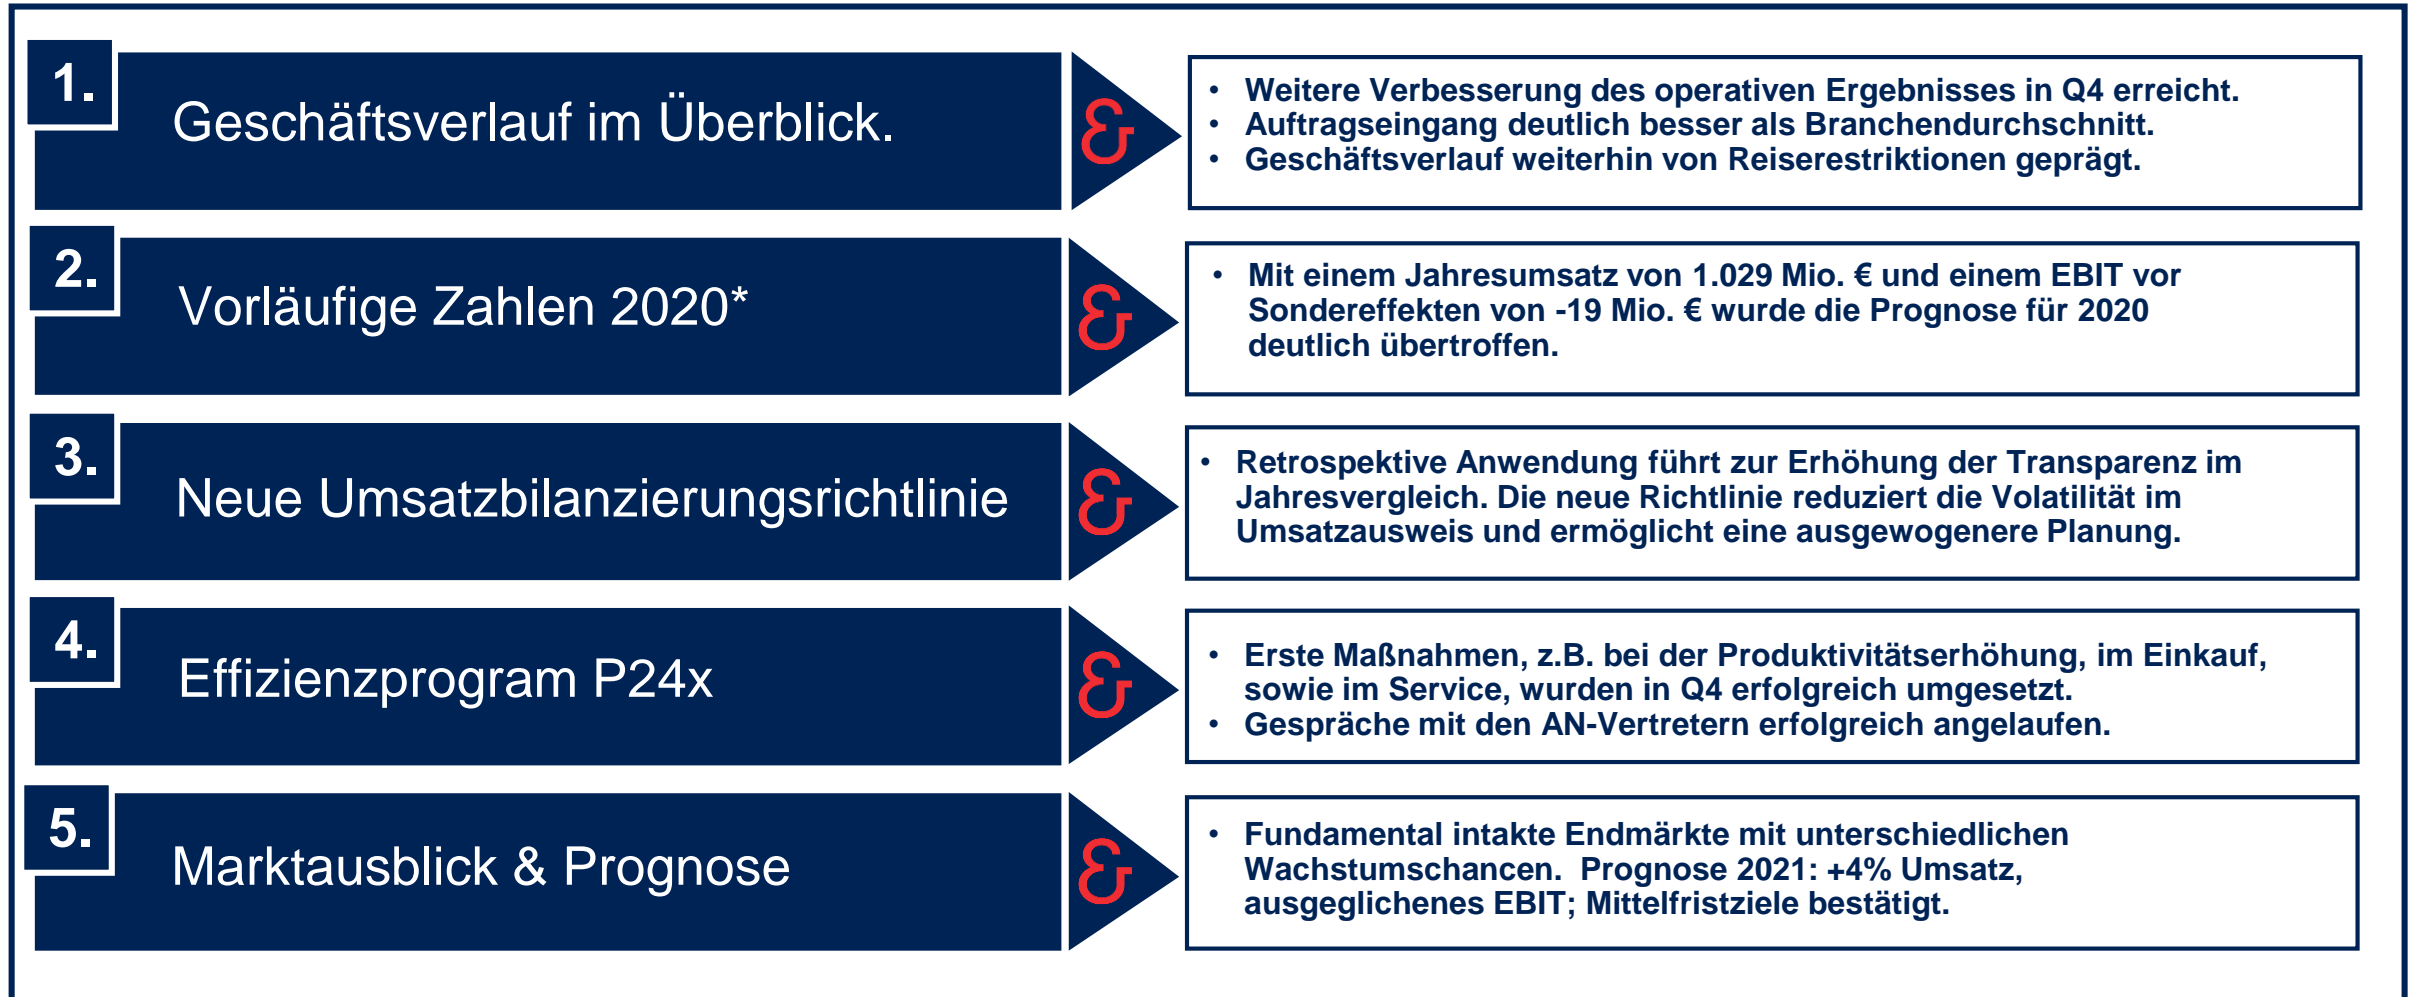 1.
Geschäftsverlauf im Überblick.
&
• Weitere Verbesserung des operativen Ergebnisses in Q4 erreicht.
• Auftragseingang deutlich besser als Branchendurchschnitt.
• Geschäftsverlauf weiterhin von Reiserestriktionen geprägt.
2.
Vorläufige Zahlen 2020*
&
• Mit einem Jahresumsatz von 1.029 Mio. € und einem EBIT vor
Sondereffekten von -19 Mio. € wurde die Prognose für 2020
deutlich übertroffen.
3.
Neue Umsatzbilanzierungsrichtlinie
&
• Retrospektive Anwendung führt zur Erhöhung der Transparenz im
Jahresvergleich. Die neue Richtlinie reduziert die Volatilität im
Umsatzausweis und ermöglicht eine ausgewogenere Planung.
4.
Effizienzprogram P24x
&
• Erste Maßnahmen, z.B. bei der Produktivitätserhöhung, im Einkauf,
sowie im Service, wurden in Q4 erfolgreich umgesetzt.
• Gespräche mit den AN-Vertretern erfolgreich angelaufen.
5.
Marktausblick & Prognose
&
• Fundamental intakte Endmärkte mit unterschiedlichen
Wachstumschancen.  Prognose 2021: +4% Umsatz,
ausgeglichenes EBIT; Mittelfristziele bestätigt.